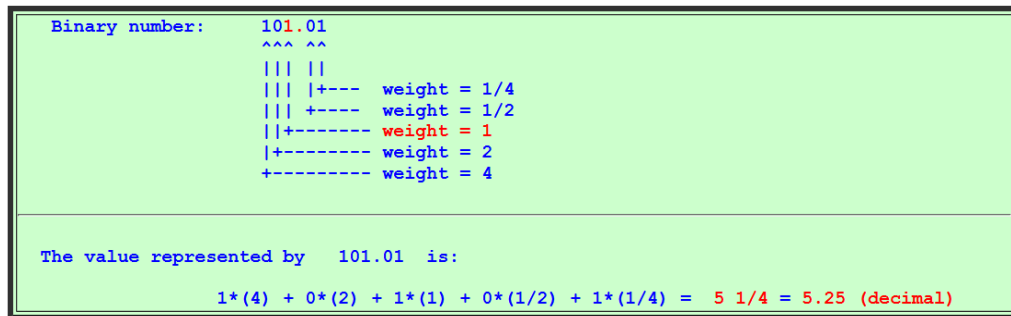 Binary number:      101.01
                    ^^^ ^^
                    ||| ||
                    ||| |+---  weight = 1/4
                    ||| +----  weight = 1/2
                    ||+------- weight = 1
                    |+-------- weight = 2
                    +--------- weight = 4
The value represented by   101.01  is:
1*(4) + 0*(2) + 1*(1) + 0*(1/2) + 1*(1/4) =  5 1/4 = 5.25 (decimal)